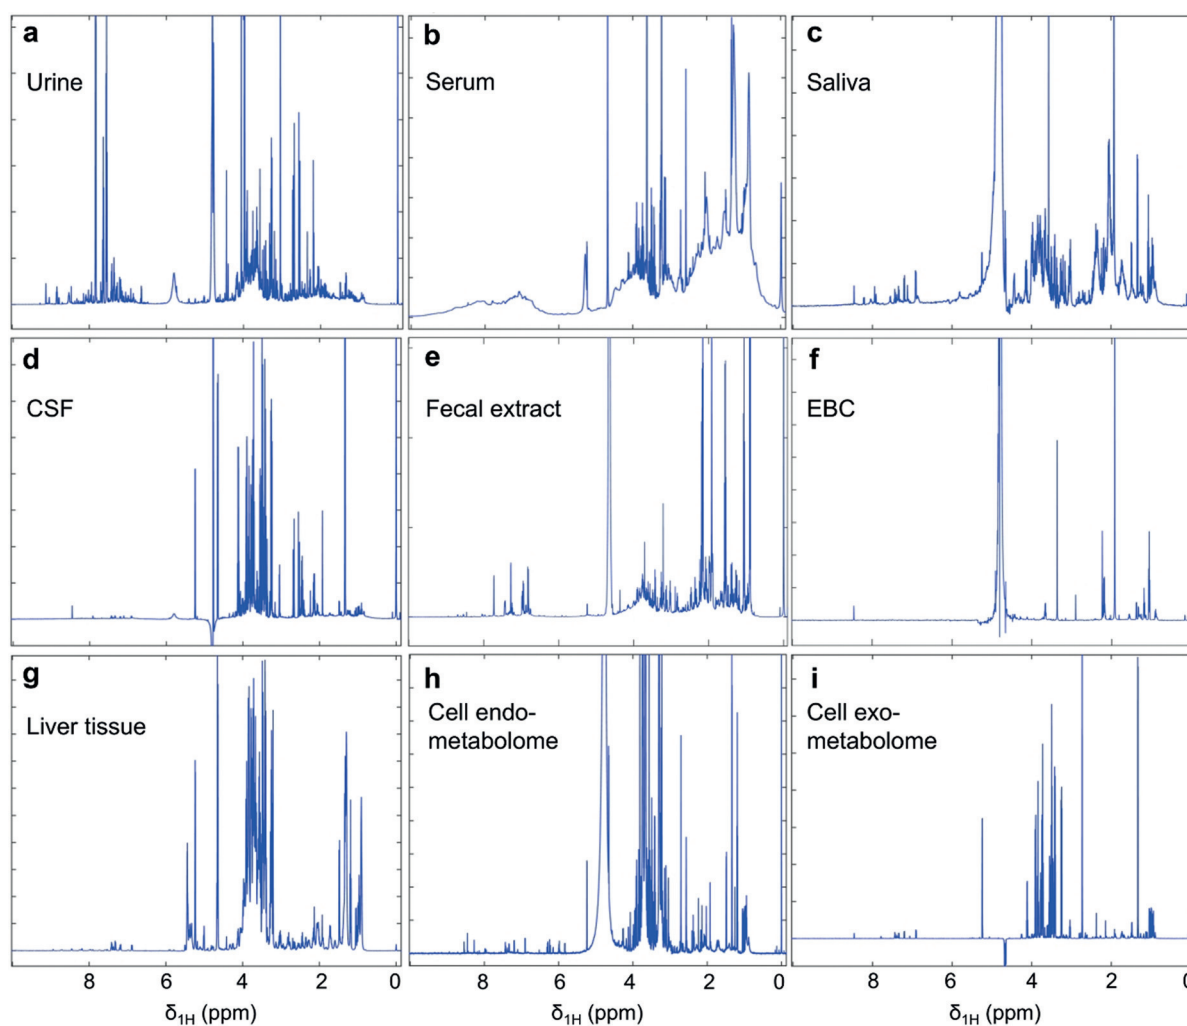 a
Urine
b
Serum
c
Saliva
d
CSF
e
Fecal extract
f
EBC
g
Liver tissue
h
Cell endo-
metabolome
i
Cell exo-
metabolome
8 6 4 2 0
8 6 4 2 0
8 6 4 2 0
δ1H (ppm)
δ1H (ppm)
δ1H (ppm)